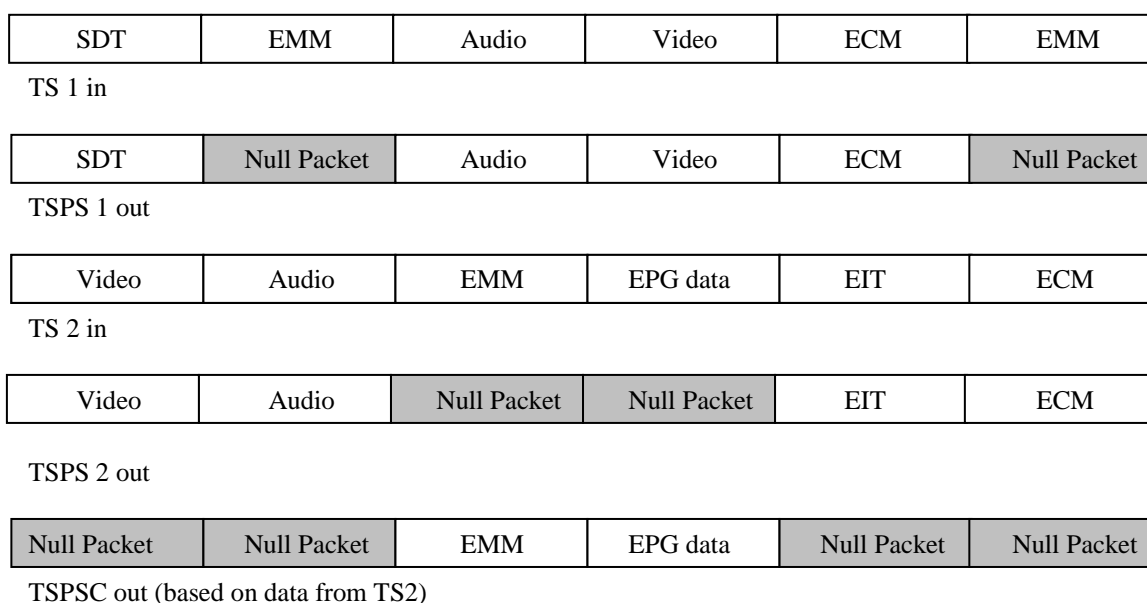 SDT EMM Audio Video ECM EMM
TS 1 in
SDT Null Packet Audio Video ECM Null Packet
TSPS 1 out
Video Audio EMM EPG data EIT ECM
TS 2 in
Video Audio Null Packet Null Packet EIT ECM
TSPS 2 out
Null Packet Null Packet EMM EPG data Null Packet Null Packet
TSPSC out (based on data from TS2)